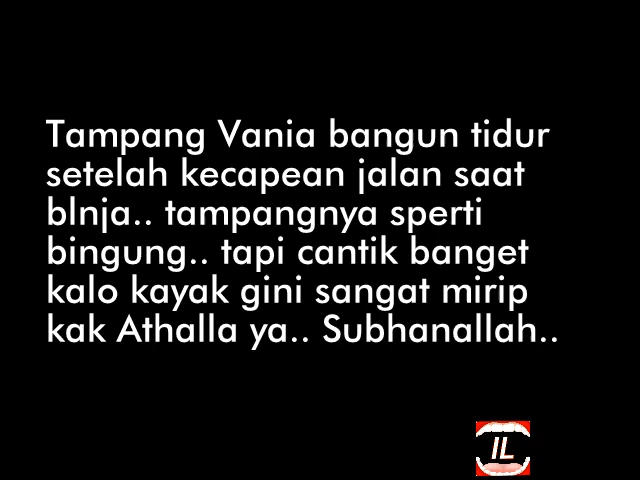 Tampang Vania bangun tidur
setelah kecapean jalan saat
blnja.. tampangnya sperti
bingung.. tapi cantik banget
kalo kayak gini sangat mirip
kak Athalla ya.. Subhanallah..
IL